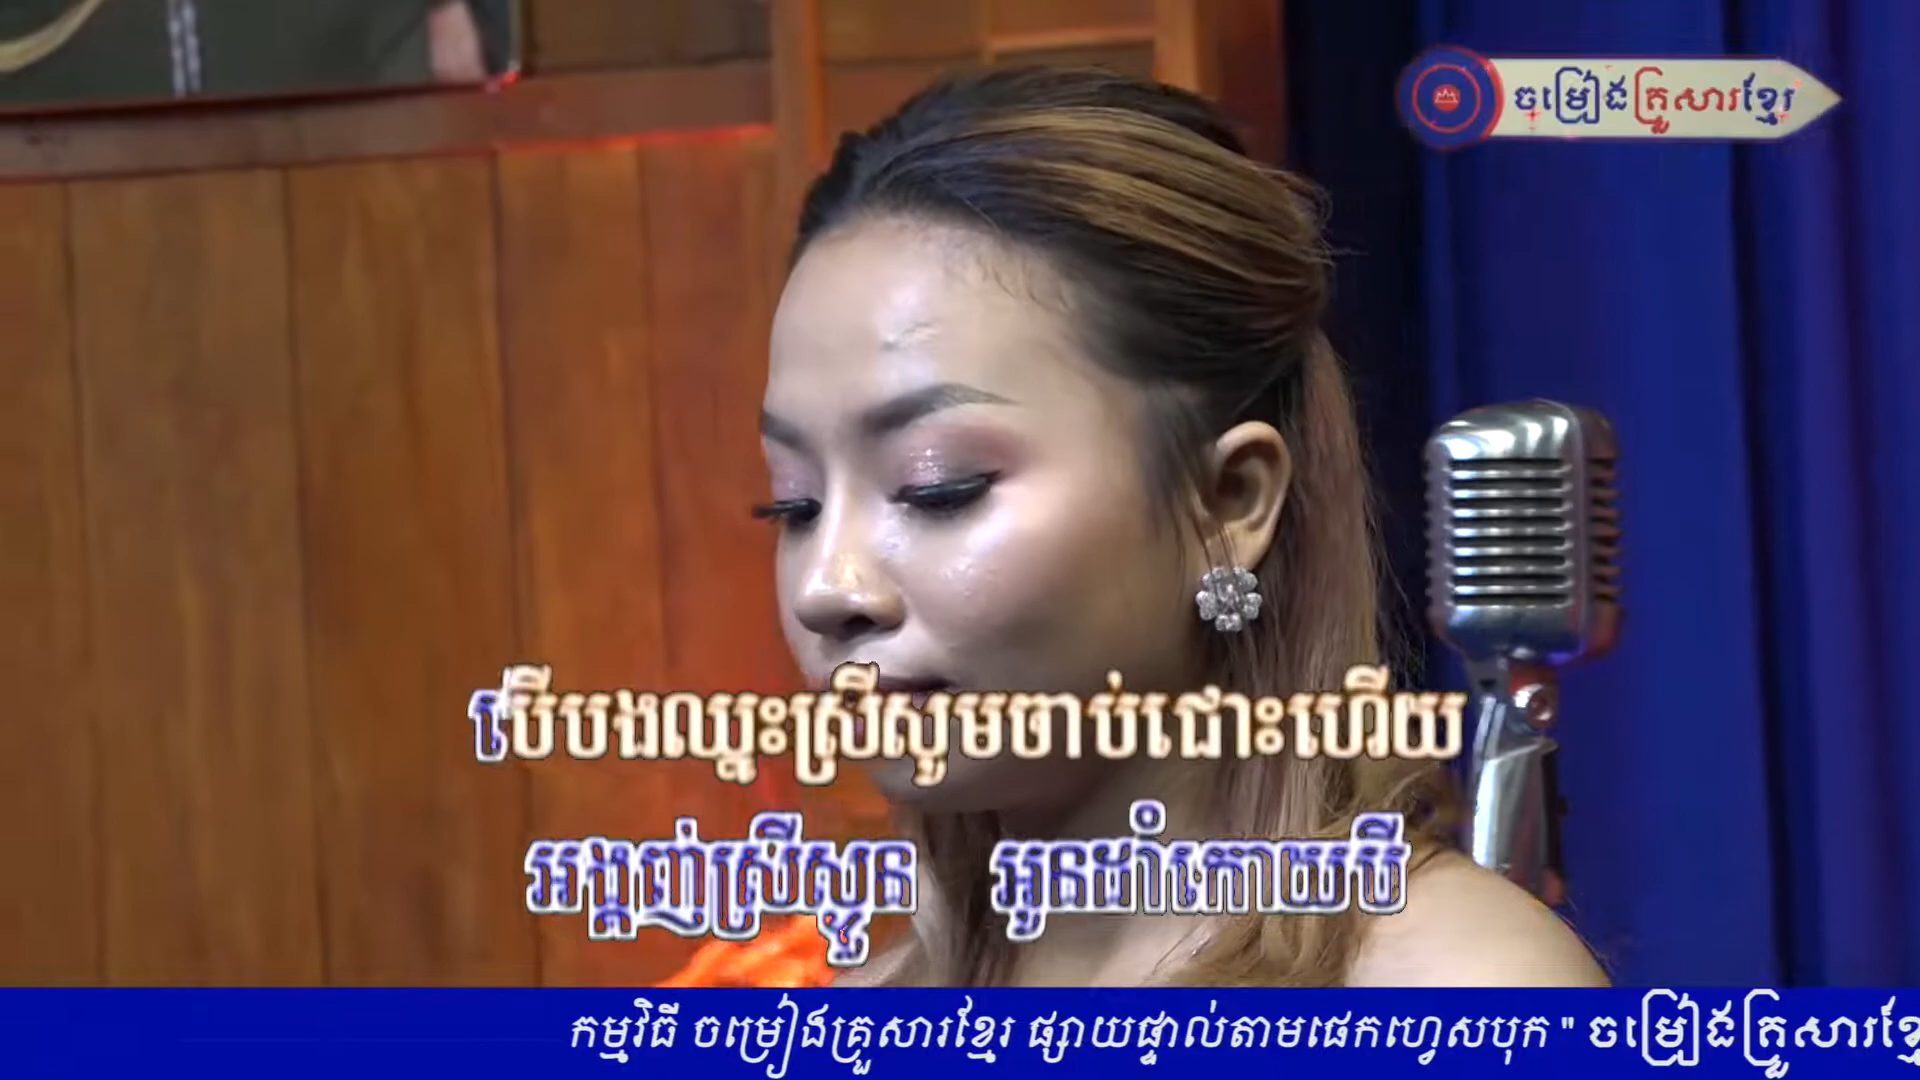 ចម្រៀងគ្រួសារខ្មែរ
បើបងឈ្នះស្រីសូមចាប់ជោះហើយ
អង្គញ់ស្រីស្ងួន អូនដាំកោយបី
កម្មវិធី ចម្រៀងគ្រួសារខ្មែរ ផ្សាយផ្ទាល់តាមផេកហ្វេសបុក " ចម្រៀងគ្រួសារខ្មែ